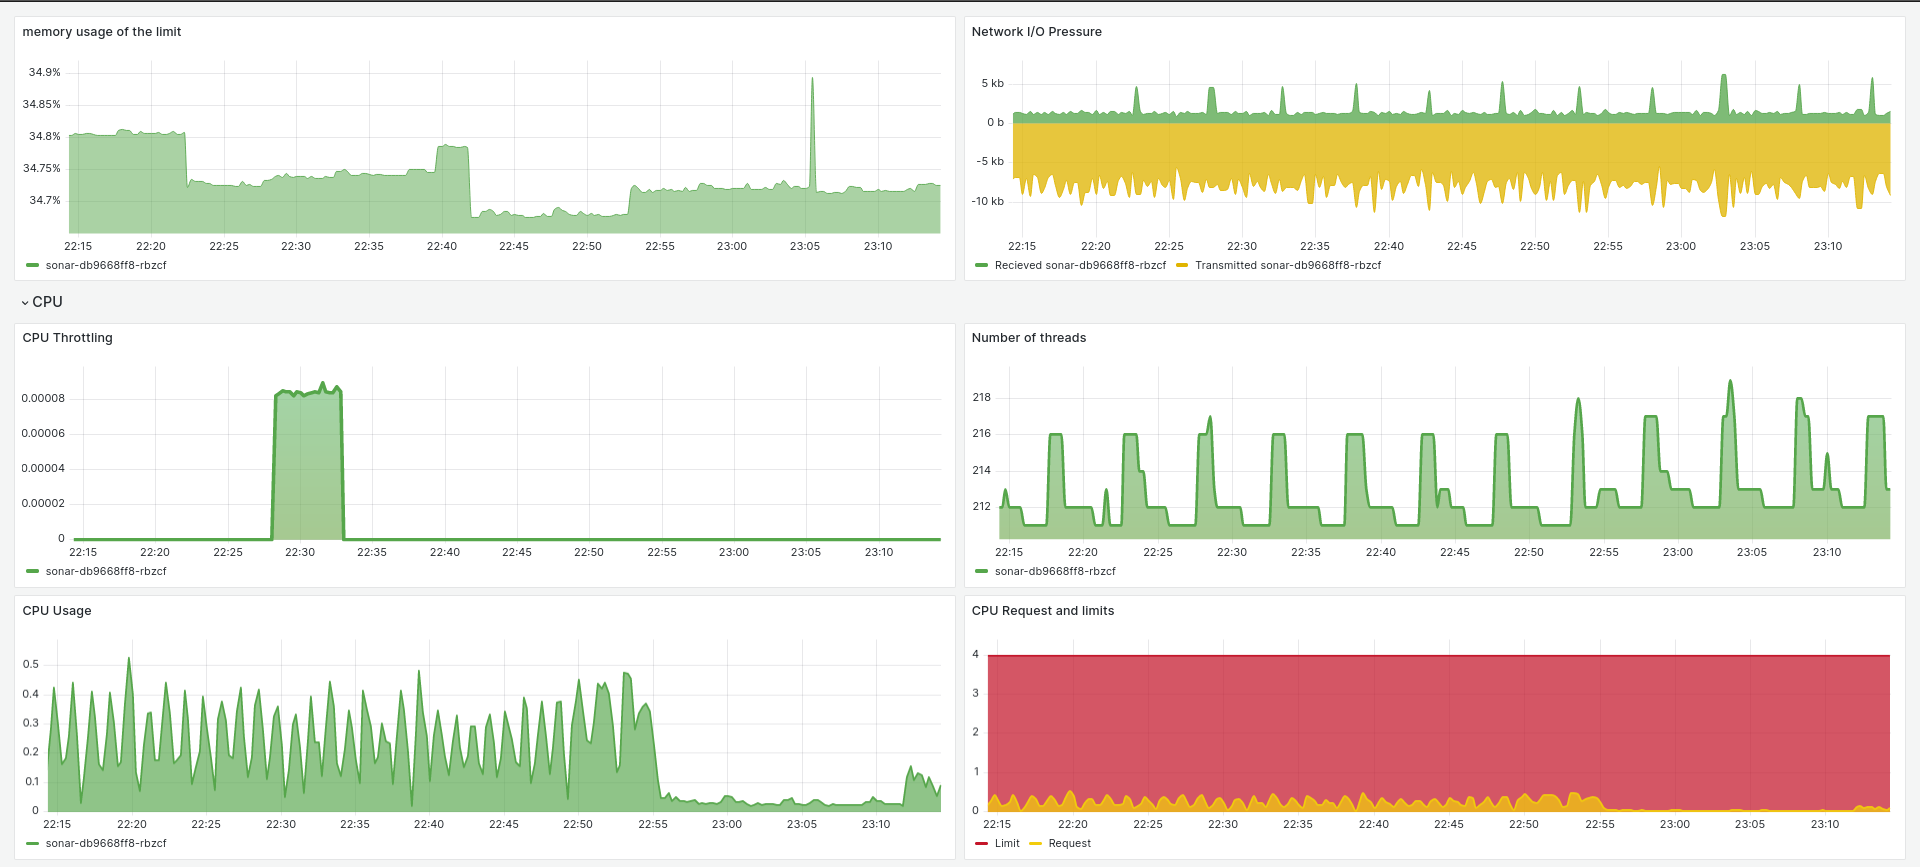 memory usage of the limit
34.9%
34.85%
34.8%
34.75%
34.7%
22:15 22:20 22:25 22:30 22:35 22:40 22:45 22:50 22:55 23:00 23:05 23:10
sonar-db9668ff8-rbzcf
Network I/O Pressure
5 kb
0 b
-5 kb
-10 kb
22:15 22:20 22:25 22:30 22:35 22:40 22:45 22:50 22:55 23:00 23:05 23:10
Recieved sonar-db9668ff8-rbzcf Transmitted sonar-db9668ff8-rbzcf
CPU
CPU Throttling
0.00008
0.00006
0.00004
0.00002
0
22:15 22:20 22:25 22:30 22:35 22:40 22:45 22:50 22:55 23:00 23:05 23:10
sonar-db9668ff8-rbzcf
Number of threads
218
216
214
212
22:15 22:20 22:25 22:30 22:35 22:40 22:45 22:50 22:55 23:00 23:05 23:10
sonar-db9668ff8-rbzcf
CPU Usage
0.5
0.4
0.3
0.2
0.1
0
22:15 22:20 22:25 22:30 22:35 22:40 22:45 22:50 22:55 23:00 23:05 23:10
sonar-db9668ff8-rbzcf
CPU Request and limits
4
3
2
1
0
22:15 22:20 22:25 22:30 22:35 22:40 22:45 22:50 22:55 23:00 23:05 23:10
Limit Request